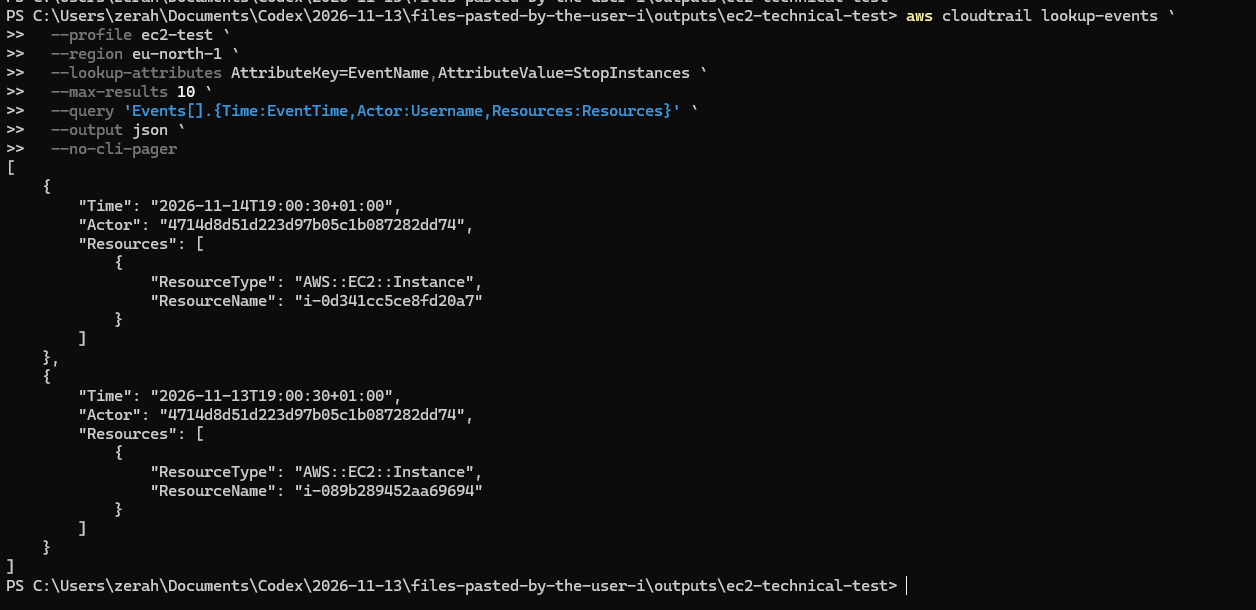 PS C:\Users\zerah\Documents\Codex\2026-11-13\files-pasted-by-the-user-i\outputs\ec2-technical-test> aws cloudtrail lookup-events `
>>   --profile ec2-test `
>>   --region eu-north-1 `
>>   --lookup-attributes AttributeKey=EventName,AttributeValue=StopInstances `
>>   --max-results 10 `
>>   --query 'Events[].{Time:EventTime,Actor:Username,Resources:Resources}' `
>>   --output json `
>>   --no-cli-pager
[
    {
        "Time": "2026-11-14T19:00:30+01:00",
        "Actor": "4714d8d51d223d97b05c1b087282dd74",
        "Resources": [
            {
                "ResourceType": "AWS::EC2::Instance",
                "ResourceName": "i-0d341cc5ce8fd20a7"
            }
        ]
    },
    {
        "Time": "2026-11-13T19:00:30+01:00",
        "Actor": "4714d8d51d223d97b05c1b087282dd74",
        "Resources": [
            {
                "ResourceType": "AWS::EC2::Instance",
                "ResourceName": "i-089b289452aa69694"
            }
        ]
    }
]
PS C:\Users\zerah\Documents\Codex\2026-11-13\files-pasted-by-the-user-i\outputs\ec2-technical-test>